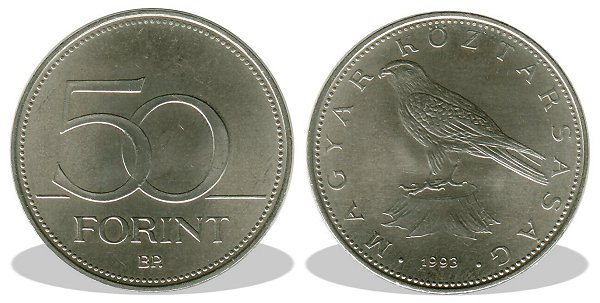 50
FORINT
BP.
MAGYAR KÖZTÁRSASÁG
• 1993 •